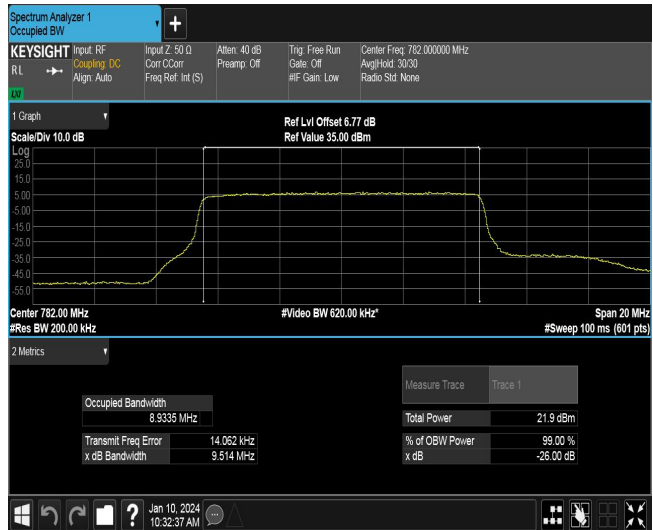 Spectrum Analyzer 1
Occupied BW
+
KEYSIGHT
RL
LXI
Input: RF
Coupling: DC
Align: Auto
Input Z: 50 Ω
Corr CCorr
Freq Ref: Int (S)
Atten: 40 dB
Preamp: Off
Trig: Free Run
Gate: Off
#IF Gain: Low
Center Freq: 782.000000 MHz
Avg|Hold: 30/30
Radio Std: None
1 Graph
Scale/Div 10.0 dB
Ref Lvl Offset 6.77 dB
Ref Value 35.00 dBm
Log
25.0
15.0
5.00
-5.00
-15.0
-25.0
-35.0
-45.0
-55.0
Center 782.00 MHz
#Res BW 200.00 kHz
#Video BW 620.00 kHz*
Span 20 MHz
#Sweep 100 ms (601 pts)
2 Metrics
Measure Trace Trace 1
Occupied Bandwidth
8.9335 MHz
Total Power 21.9 dBm
Transmit Freq Error 14.062 kHz
% of OBW Power 99.00 %
x dB Bandwidth 9.514 MHz
x dB -26.00 dB
?
Jan 10, 2024
10:32:37 AM